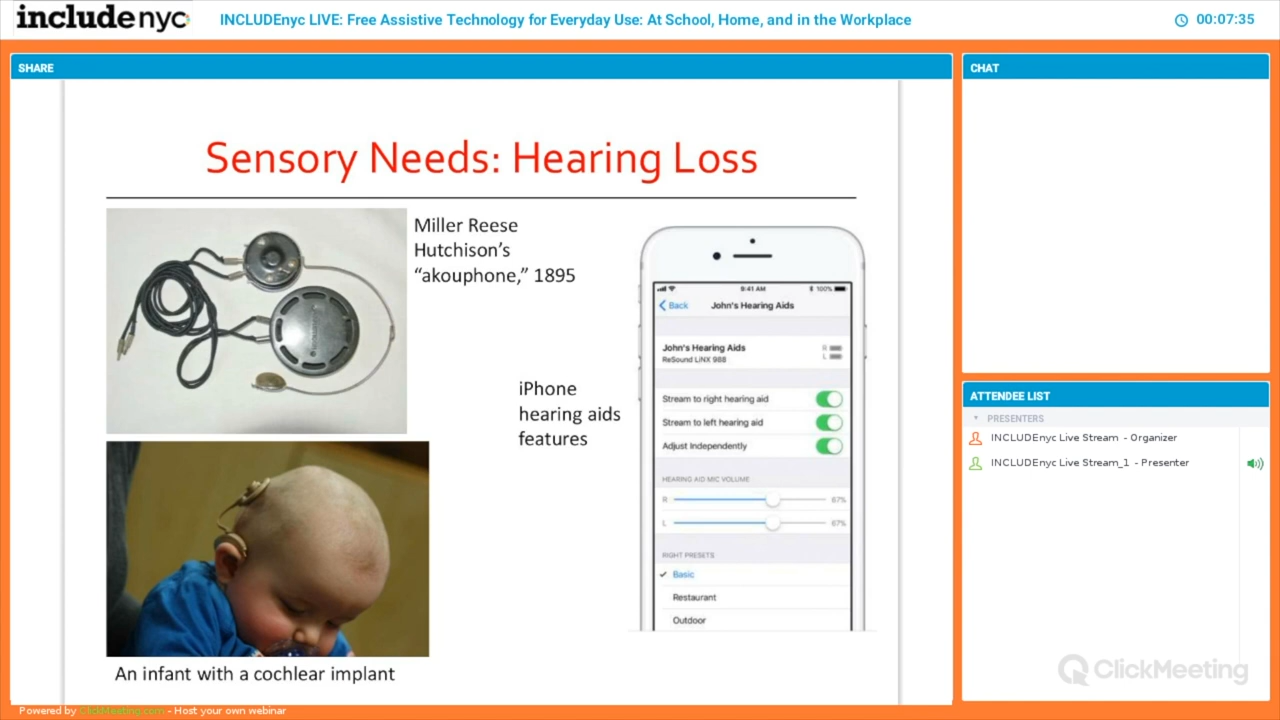 includenyc
INCLUDEnyc LIVE: Free Assistive Technology for Everyday Use: At School, Home, and in the Workplace
00:07:35
SHARE
Sensory Needs: Hearing Loss
Miller Reese
Hutchison’s
“akouphone,” 1895
An infant with a cochlear implant
iPhone
hearing aids
features
9:41 AM
100%
Back
John's Hearing Aids
John's Hearing Aids
ReSound LiNX 988
R
L
Stream to right hearing aid
Stream to left hearing aid
Adjust Independently
HEARING AID MIC VOLUME
R 67%
L 67%
RIGHT PRESETS
Basic
Restaurant
Outdoor
CHAT
ATTENDEE LIST
PRESENTERS
INCLUDEnyc Live Stream - Organizer
INCLUDEnyc Live Stream_1 - Presenter
ClickMeeting
Powered by ClickMeeting.com - Host your own webinar